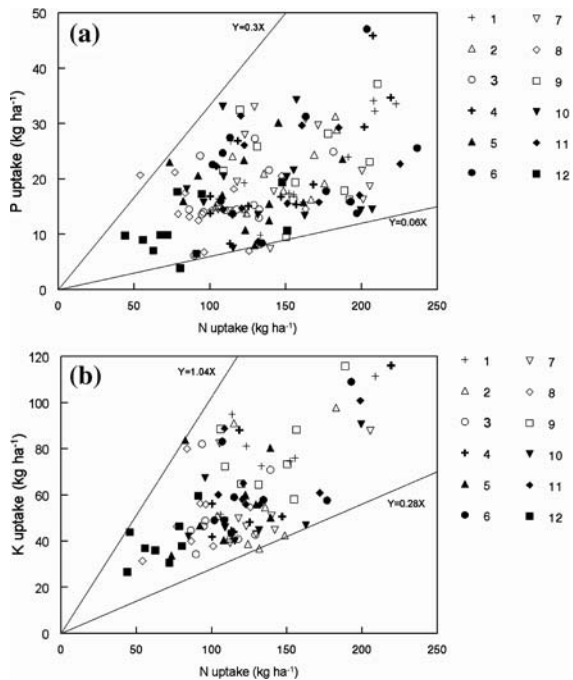 (a)
Y=0.3X
Y=0.06X
P uptake (kg ha-1)
50
40
30
20
10
0
0 50 100 150 200 250
N uptake (kg ha-1)
1 7
2 8
3 9
4 10
5 11
6 12
(b)
Y=1.04X
Y=0.28X
K uptake (kg ha-1)
120
100
80
60
40
20
0
0 50 100 150 200 250
N uptake (kg ha-1)
1 7
2 8
3 9
4 10
5 11
6 12